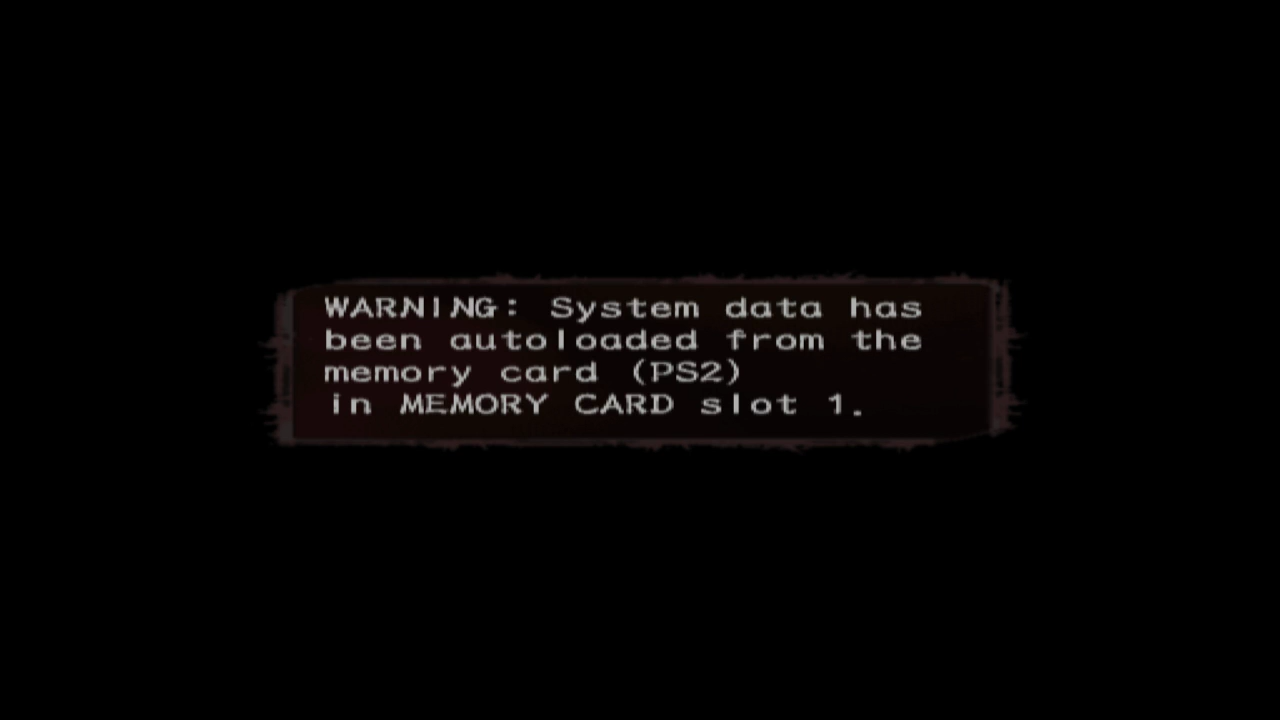 WARNING: System data has
been autoloaded from the
memory card (PS2)
in MEMORY CARD slot 1.